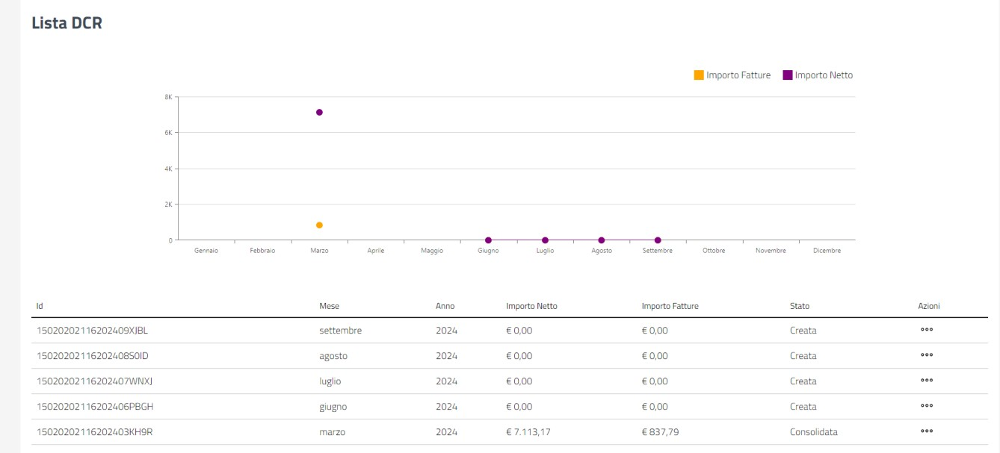 Lista DCR
Importo Fatture Importo Netto
8K
6K
4K
2K
0
Gennaio Febbraio Marzo Aprile Maggio Giugno Luglio Agosto Settembre Ottobre Novembre Dicembre
Id Mese Anno Importo Netto Importo Fatture Stato Azioni
15020202116202409XJBL settembre 2024 € 0,00 € 0,00 Creata
15020202116202408S0ID agosto 2024 € 0,00 € 0,00 Creata
15020202116202407WNXJ luglio 2024 € 0,00 € 0,00 Creata
15020202116202406PBGH giugno 2024 € 0,00 € 0,00 Creata
15020202116202403KH9R marzo 2024 € 7.113,17 € 837,79 Consolidata